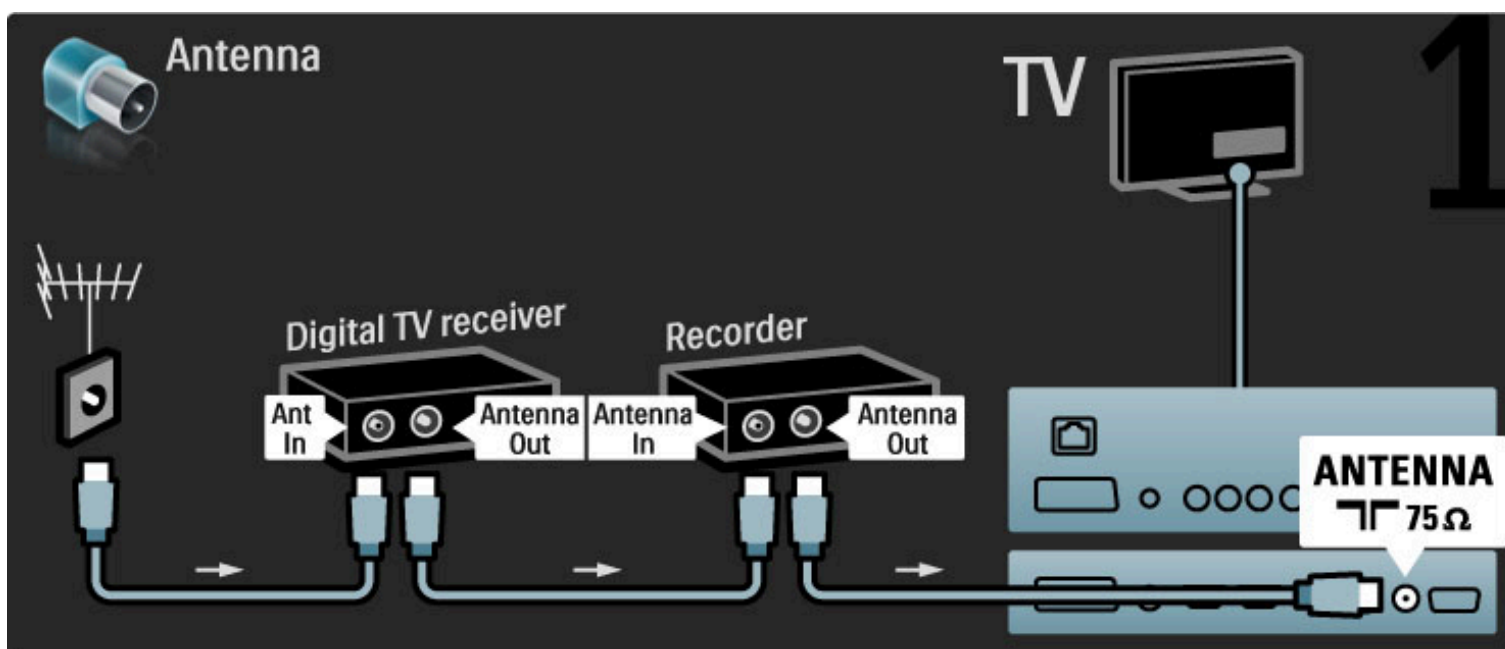 Antenna
TV
1
Digital TV receiver
Recorder
Ant
In
Antenna
Out
Antenna
In
Antenna
Out
ANTENNA
75Ω